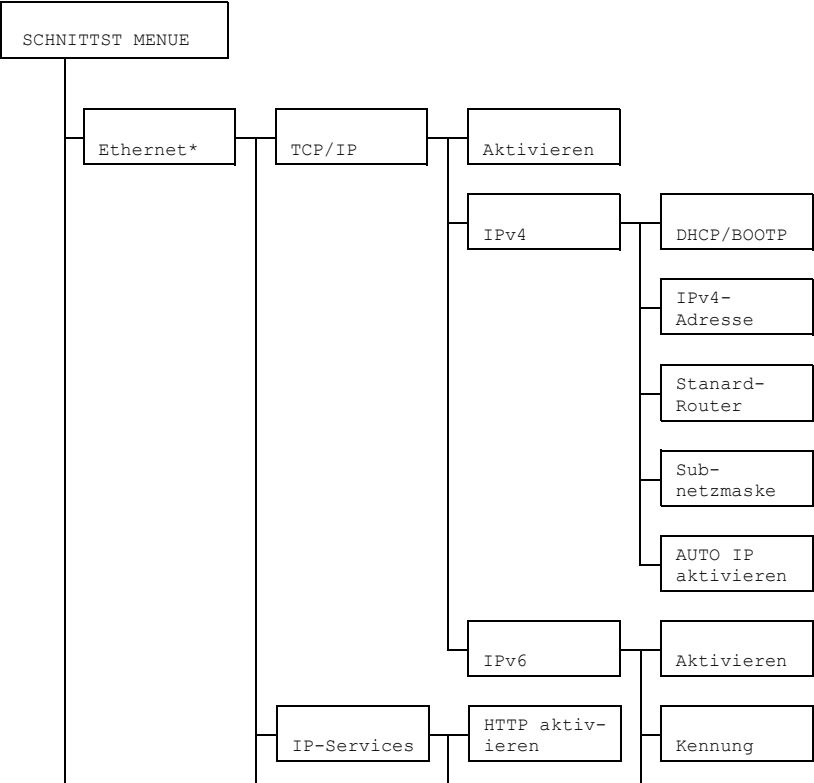 SCHNITTST MENUE
Ethernet*
TCP/IP
Aktivieren
IPv4
DHCP/BOOTP
IPv4-
Adresse
Stanard-
Router
Sub-
netzmaske
AUTO IP
aktivieren
IPv6
Aktivieren
IP-Services
HTTP aktiv-
ieren
Kennung